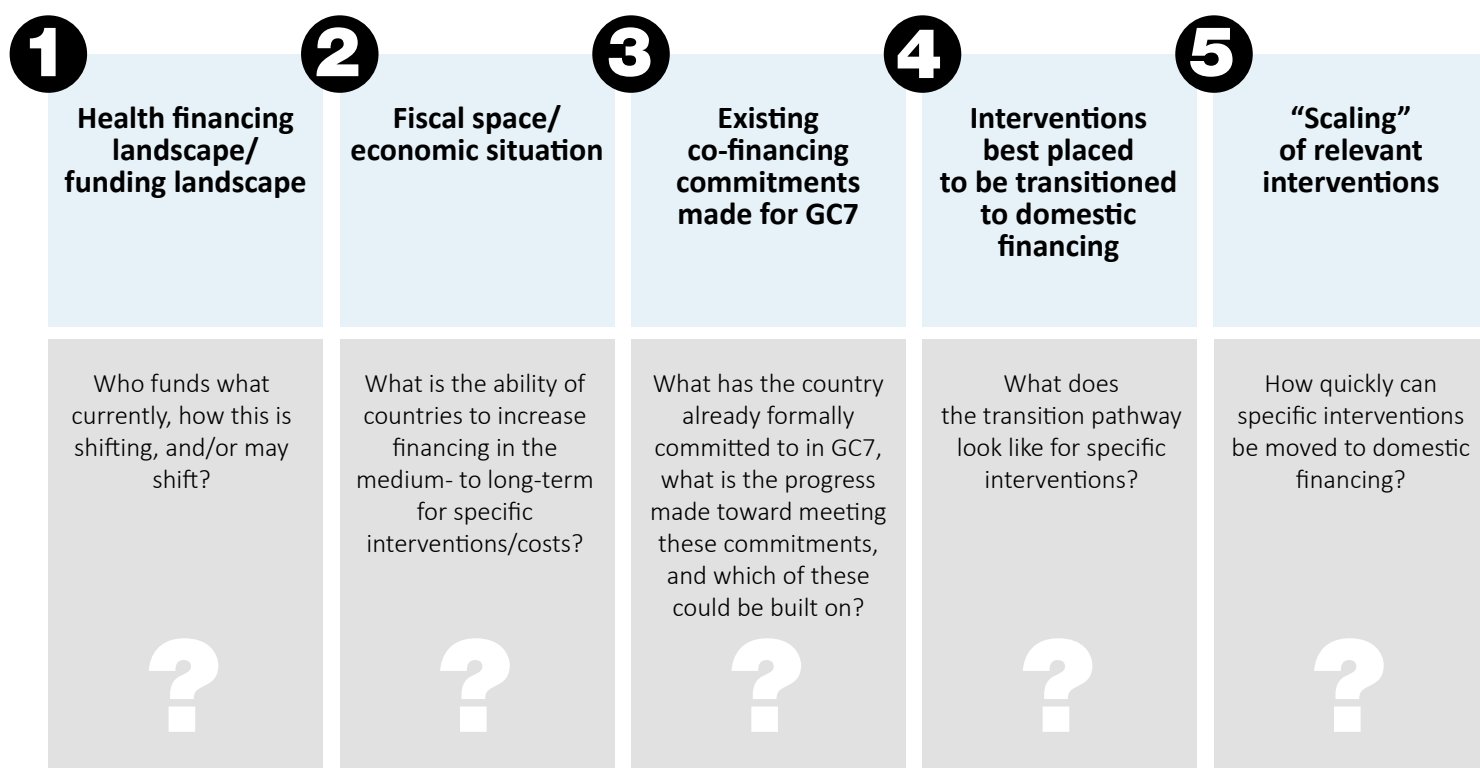 1
Health financing
landscape/
funding landscape
Who funds what
currently, how this is
shifting, and/or may
shift?
?
2
Fiscal space/
economic situation
What is the ability of
countries to increase
financing in the
medium- to long-term
for specific
interventions/costs?
?
3
Existing
co-financing
commitments
made for GC7
What has the country
already formally
committed to in GC7,
what is the progress
made toward meeting
these commitments,
and which of these
could be built on?
?
4
Interventions
best placed
to be transitioned
to domestic
financing
What does
the transition pathway
look like for specific
interventions?
?
5
“Scaling”
of relevant
interventions
How quickly can
specific interventions
be moved to domestic
financing?
?